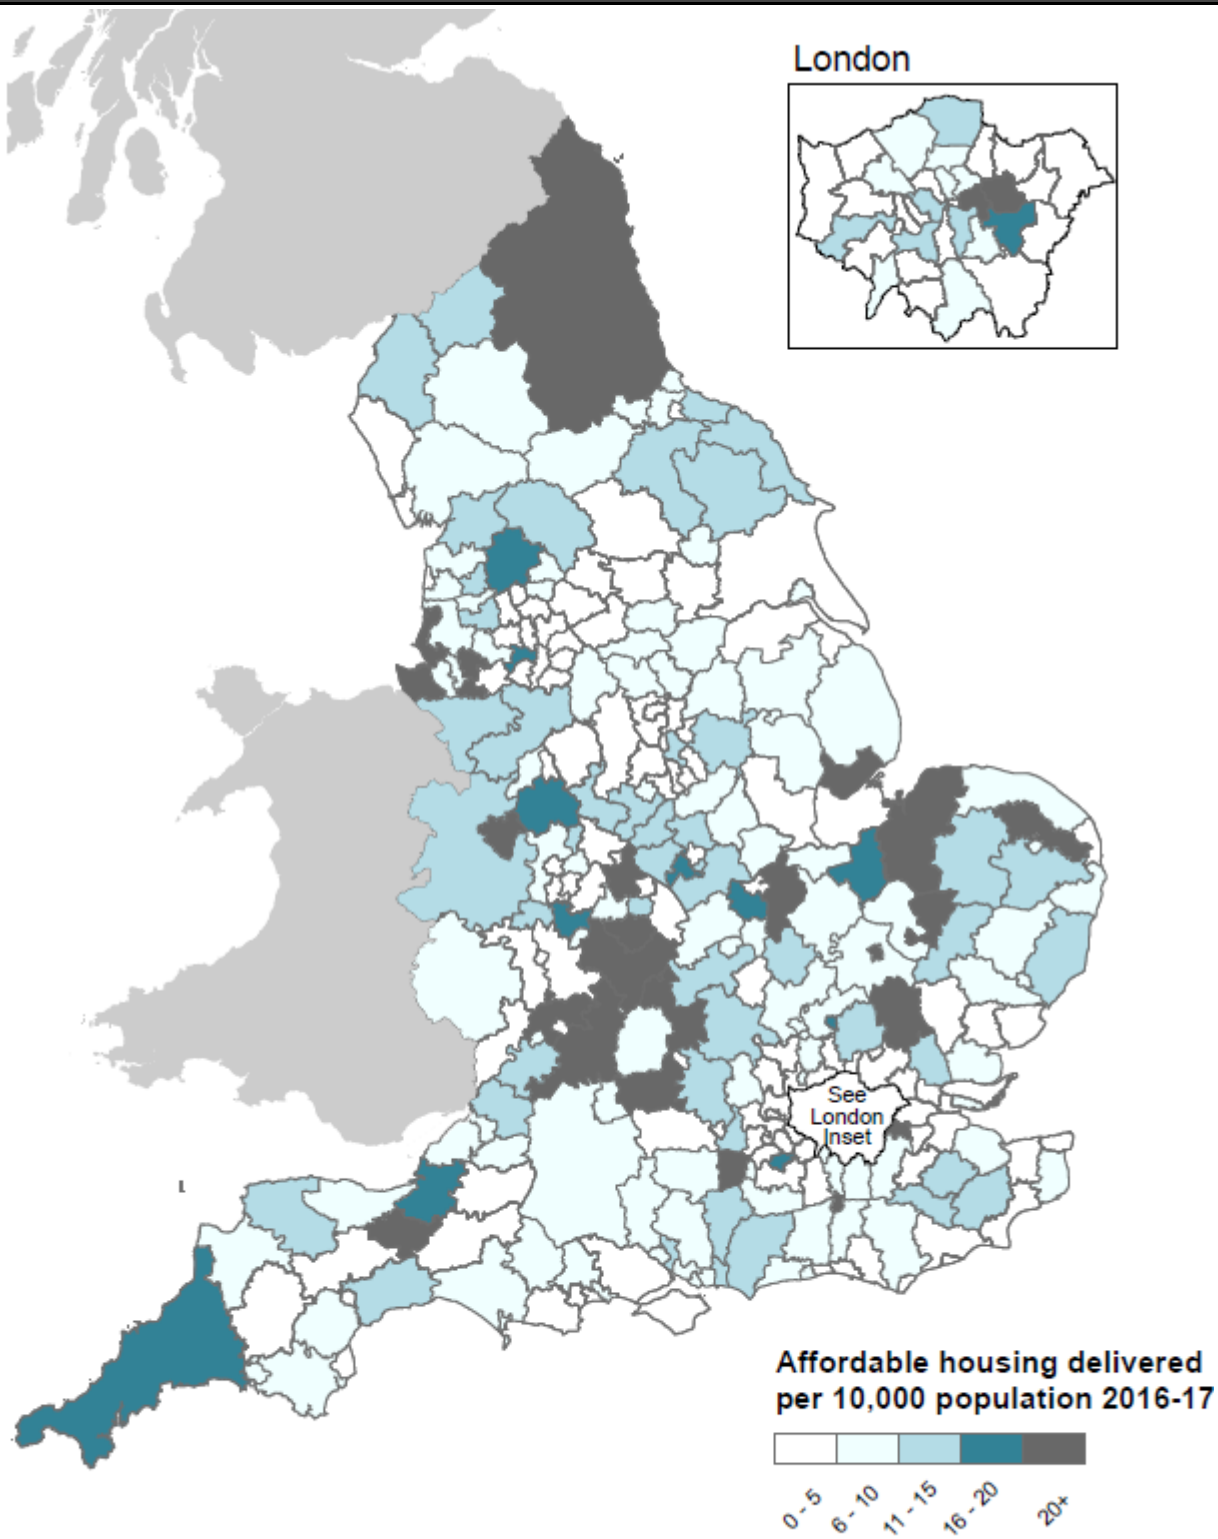 London
See
London
Inset
Affordable housing delivered
per 10,000 population 2016-17
0 - 5
6 - 10
11 - 15
16 - 20
20+